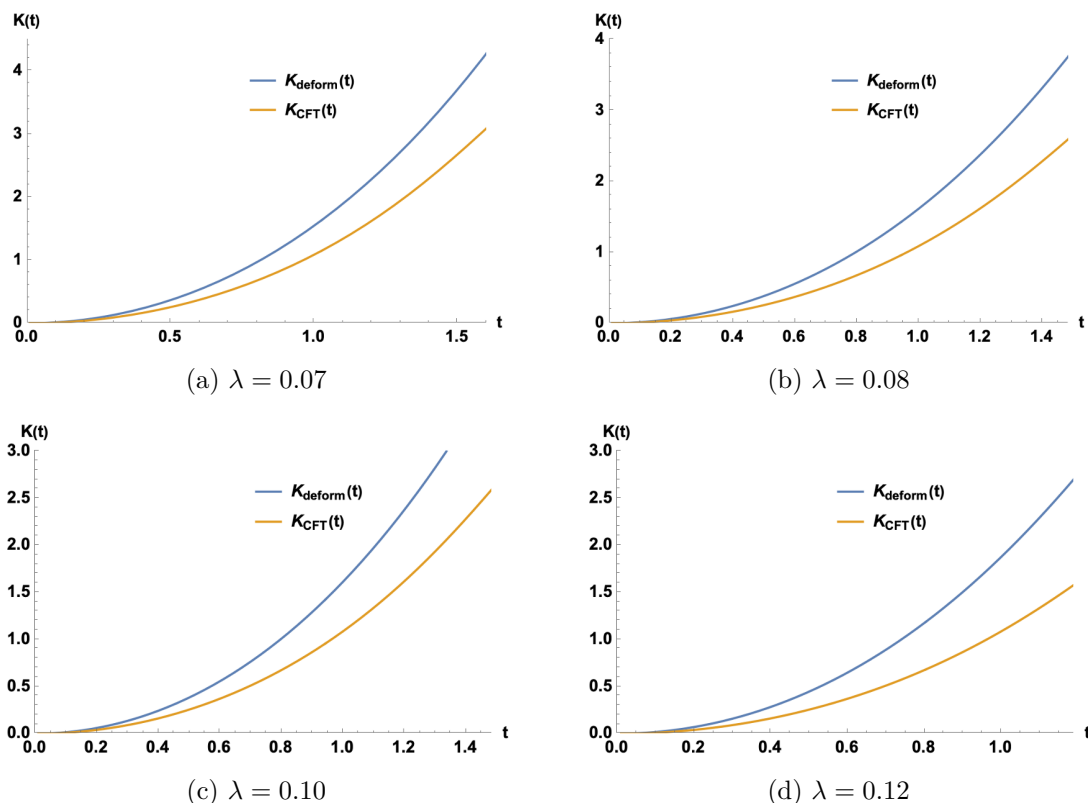 K(t)
4
3
2
1
0
0.0 0.5 1.0 1.5 t
K_deform(t)
K_CFT(t)
(a) λ = 0.07
K(t)
4
3
2
1
0
0.0 0.2 0.4 0.6 0.8 1.0 1.2 1.4 t
K_deform(t)
K_CFT(t)
(b) λ = 0.08
K(t)
3.0
2.5
2.0
1.5
1.0
0.5
0.0
0.0 0.2 0.4 0.6 0.8 1.0 1.2 1.4 t
K_deform(t)
K_CFT(t)
(c) λ = 0.10
K(t)
3.0
2.5
2.0
1.5
1.0
0.5
0.0
0.0 0.2 0.4 0.6 0.8 1.0 t
K_deform(t)
K_CFT(t)
(d) λ = 0.12